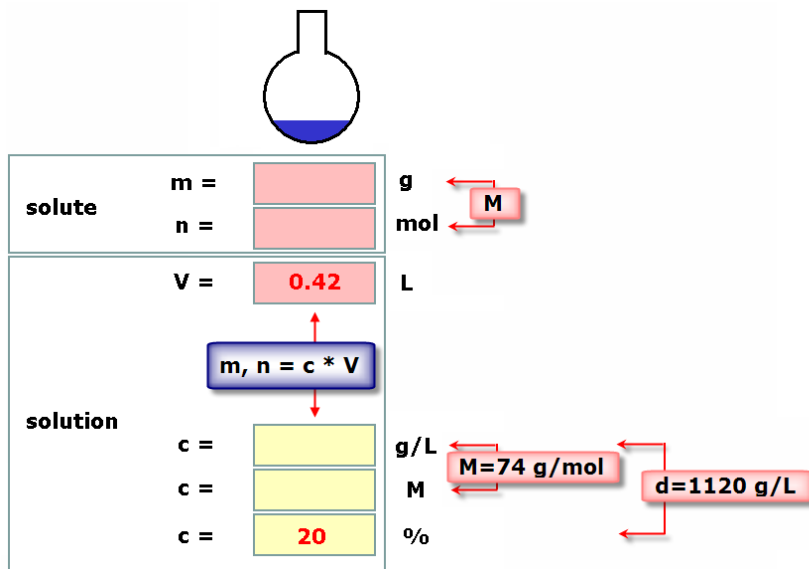 m = g
M
solute
n = mol
V = 0.42 L
m, n = c * V
solution
c = g/L
M=74 g/mol
d=1120 g/L
c = M
c = 20 %